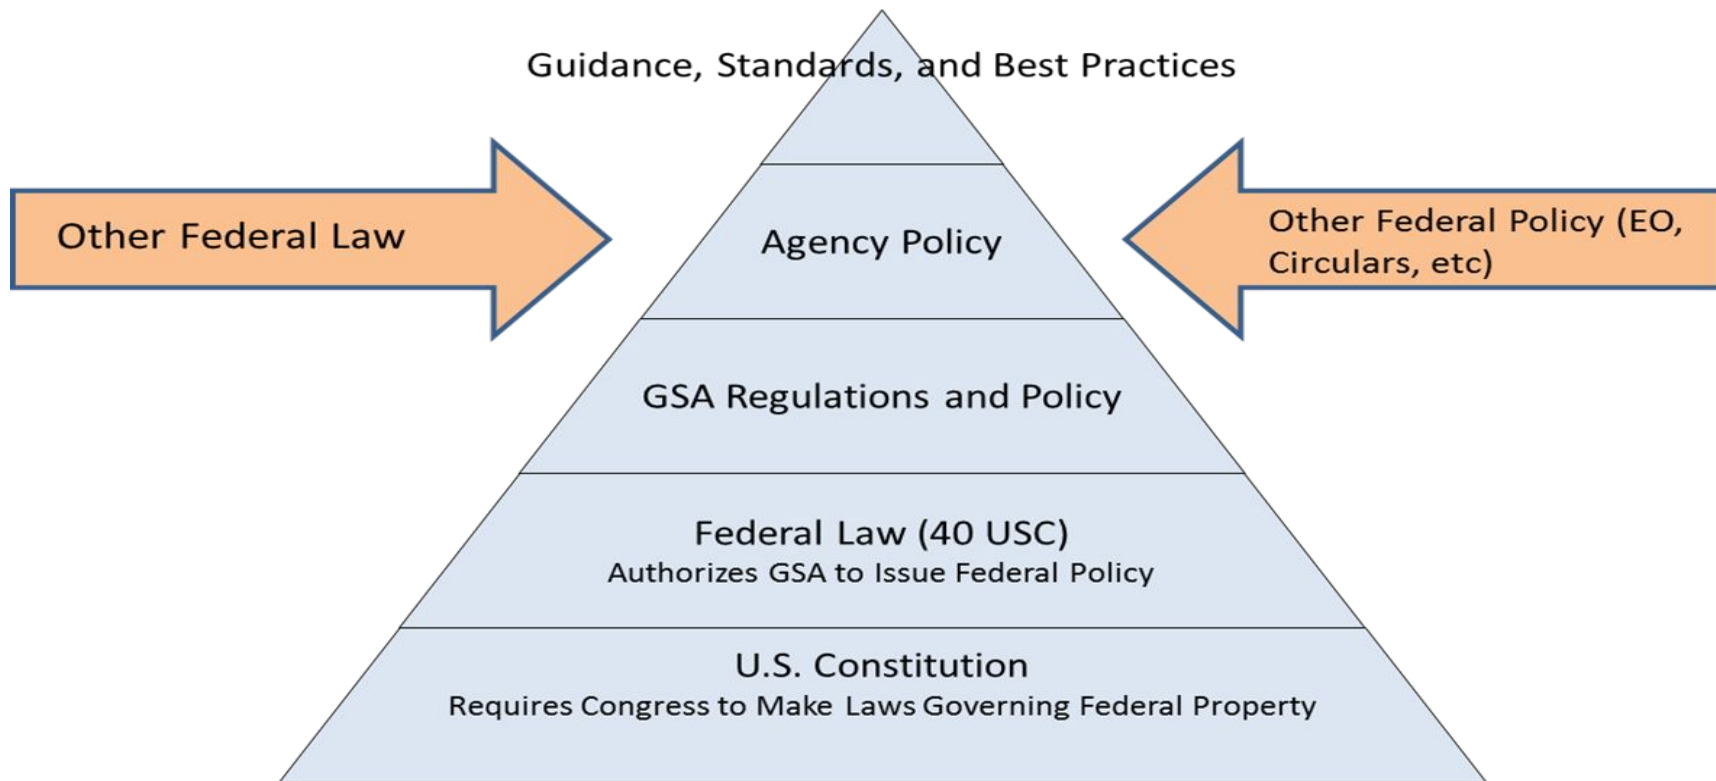 Guidance, Standards, and Best Practices
Other Federal Law
Agency Policy
Other Federal Policy (EO,
Circulars, etc)
GSA Regulations and Policy
Federal Law (40 USC)
Authorizes GSA to Issue Federal Policy
U.S. Constitution
Requires Congress to Make Laws Governing Federal Property